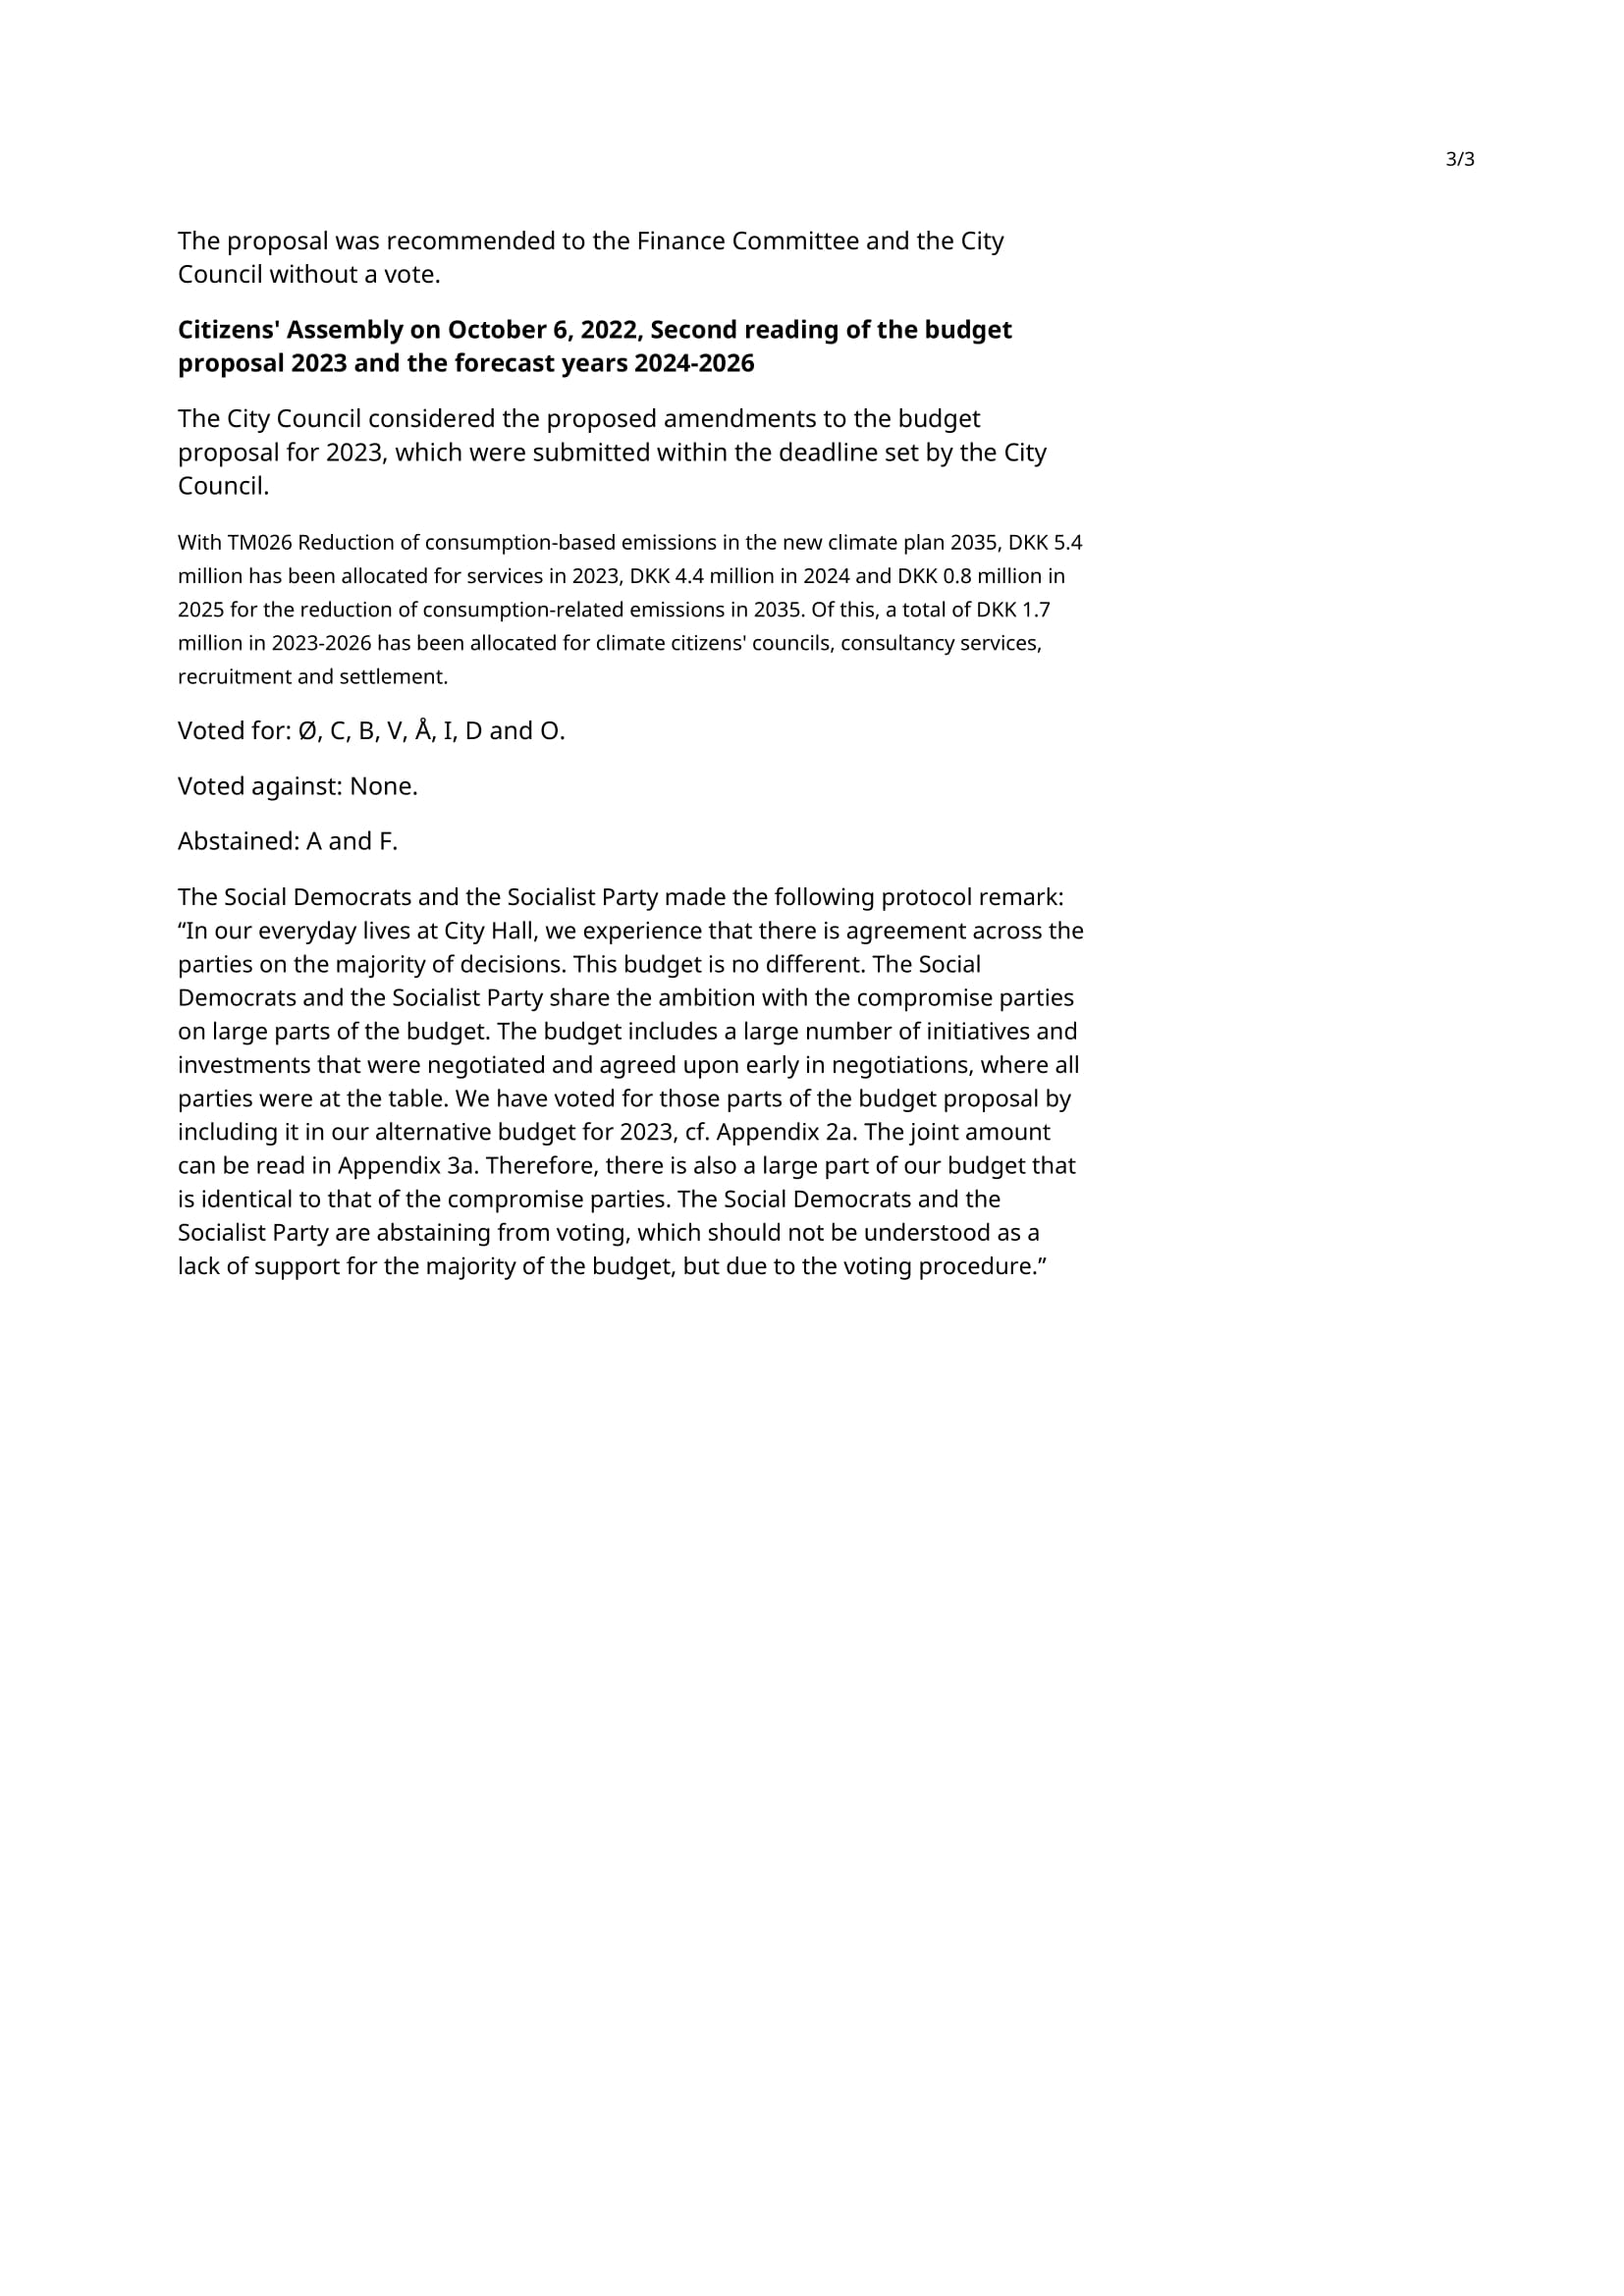 3/3
The proposal was recommended to the Finance Committee and the City
Council without a vote.
Citizens' Assembly on October 6, 2022, Second reading of the budget
proposal 2023 and the forecast years 2024-2026
The City Council considered the proposed amendments to the budget
proposal for 2023, which were submitted within the deadline set by the City
Council.
With TM026 Reduction of consumption-based emissions in the new climate plan 2035, DKK 5.4
million has been allocated for services in 2023, DKK 4.4 million in 2024 and DKK 0.8 million in
2025 for the reduction of consumption-related emissions in 2035. Of this, a total of DKK 1.7
million in 2023-2026 has been allocated for climate citizens' councils, consultancy services,
recruitment and settlement.
Voted for: Ø, C, B, V, Å, I, D and O.
Voted against: None.
Abstained: A and F.
The Social Democrats and the Socialist Party made the following protocol remark:
“In our everyday lives at City Hall, we experience that there is agreement across the
parties on the majority of decisions. This budget is no different. The Social
Democrats and the Socialist Party share the ambition with the compromise parties
on large parts of the budget. The budget includes a large number of initiatives and
investments that were negotiated and agreed upon early in negotiations, where all
parties were at the table. We have voted for those parts of the budget proposal by
including it in our alternative budget for 2023, cf. Appendix 2a. The joint amount
can be read in Appendix 3a. Therefore, there is also a large part of our budget that
is identical to that of the compromise parties. The Social Democrats and the
Socialist Party are abstaining from voting, which should not be understood as a
lack of support for the majority of the budget, but due to the voting procedure.”